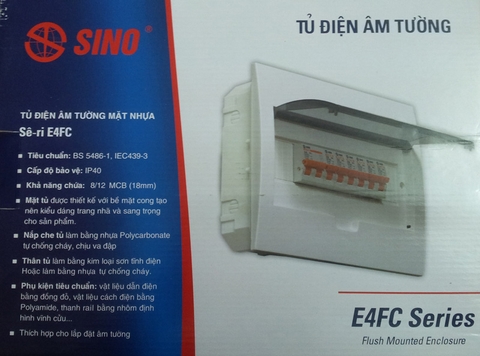 SINO®
TỦ ĐIỆN ÂM TƯỜNG
TỦ ĐIỆN ÂM TƯỜNG MẶT NHỰA
Sê-ri E4FC
Tiêu chuẩn: BS 5486-1, IEC439-3
Cấp độ bảo vệ: IP40
Khả năng chứa: 8/12 MCB (18mm)
Mặt tủ được thiết kế với bề mặt cong tạo
nên kiểu dáng trang nhã và sang trọng
cho sản phẩm.
Nắp che tủ làm bằng nhựa Polycarbonate
tự chống cháy, chịu va đập
Thân tủ làm bằng kim loại sơn tĩnh điện
Hoặc làm bằng nhựa tự chống cháy.
Phụ kiện tiêu chuẩn: vật liệu dẫn điện
bằng đồng đỏ, vật liệu cách điện bằng
Polyamide, thanh rail bằng nhôm định
hình vĩnh cửu...
Thích hợp cho lắp đặt âm tường
E4FC Series
Flush Mounted Enclosure